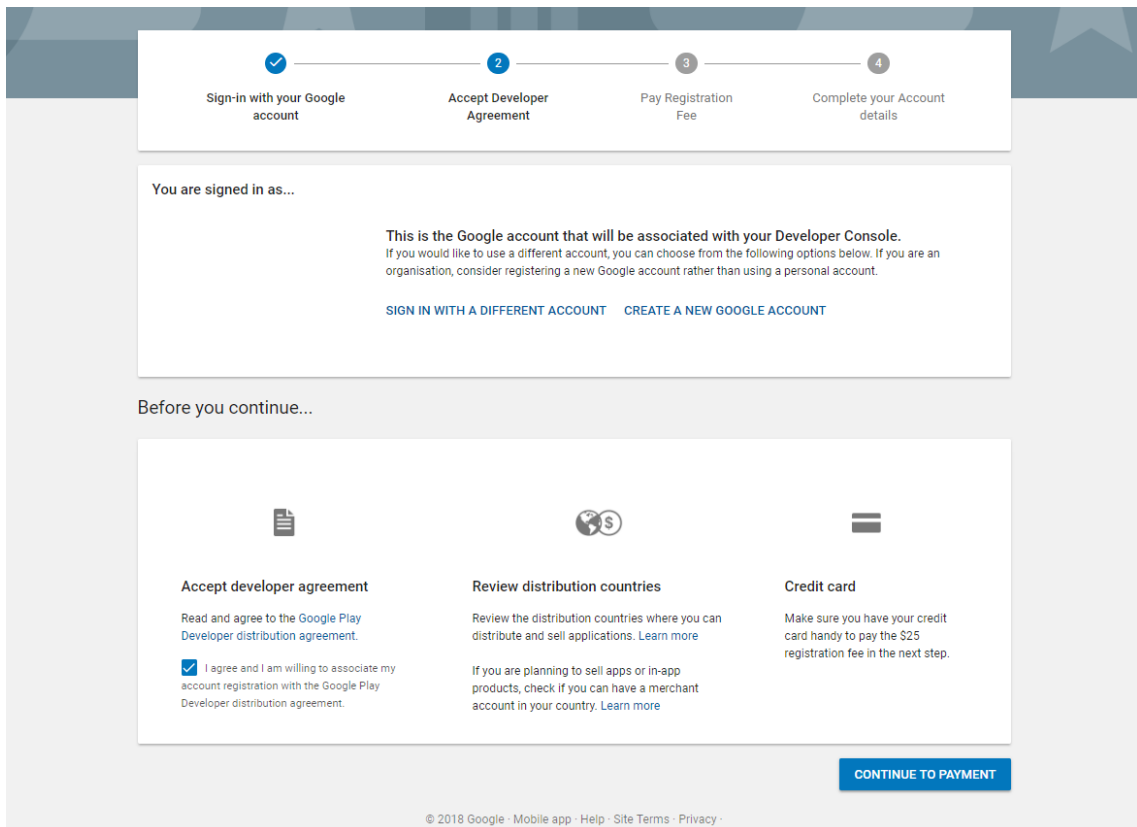 2
3
4
Sign-in with your Google
account
Accept Developer
Agreement
Pay Registration
Fee
Complete your Account
details
You are signed in as...
This is the Google account that will be associated with your Developer Console.
If you would like to use a different account, you can choose from the following options below. If you are an
organisation, consider registering a new Google account rather than using a personal account.
SIGN IN WITH A DIFFERENT ACCOUNT
CREATE A NEW GOOGLE ACCOUNT
Before you continue...
$
Accept developer agreement
Read and agree to the Google Play
Developer distribution agreement.
I agree and I am willing to associate my
account registration with the Google Play
Developer distribution agreement.
Review distribution countries
Review the distribution countries where you can
distribute and sell applications. Learn more
If you are planning to sell apps or in-app
products, check if you can have a merchant
account in your country. Learn more
Credit card
Make sure you have your credit
card handy to pay the $25
registration fee in the next step.
CONTINUE TO PAYMENT
© 2018 Google · Mobile app · Help · Site Terms · Privacy ·